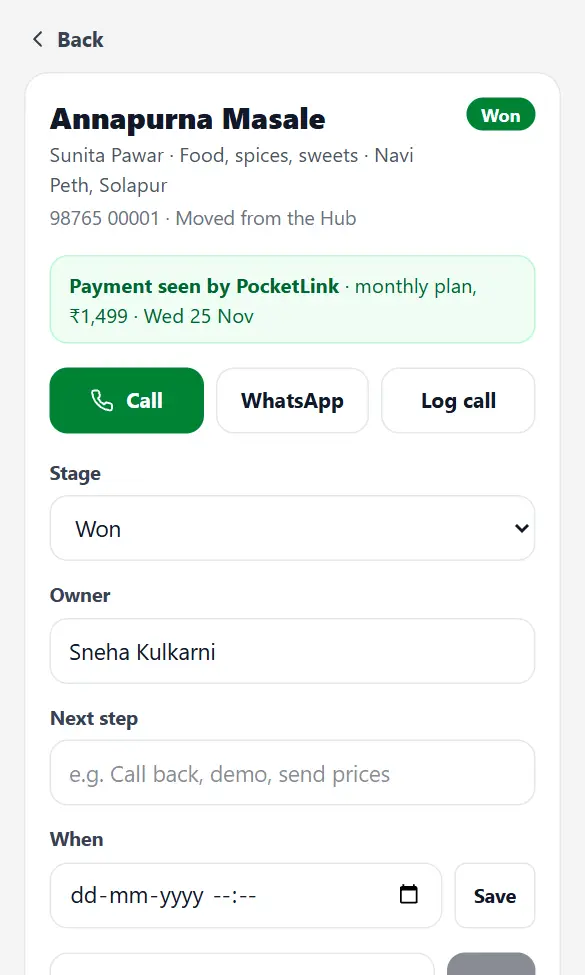 Back
Annapurna Masale
Won
Sunita Pawar · Food, spices, sweets · Navi
Peth, Solapur
98765 00001 · Moved from the Hub
Payment seen by PocketLink · monthly plan,
₹1,499 · Wed 25 Nov
Call
WhatsApp
Log call
Stage
Won
Owner
Sneha Kulkarni
Next step
e.g. Call back, demo, send prices
When
dd-mm-yyyy --:--
Save